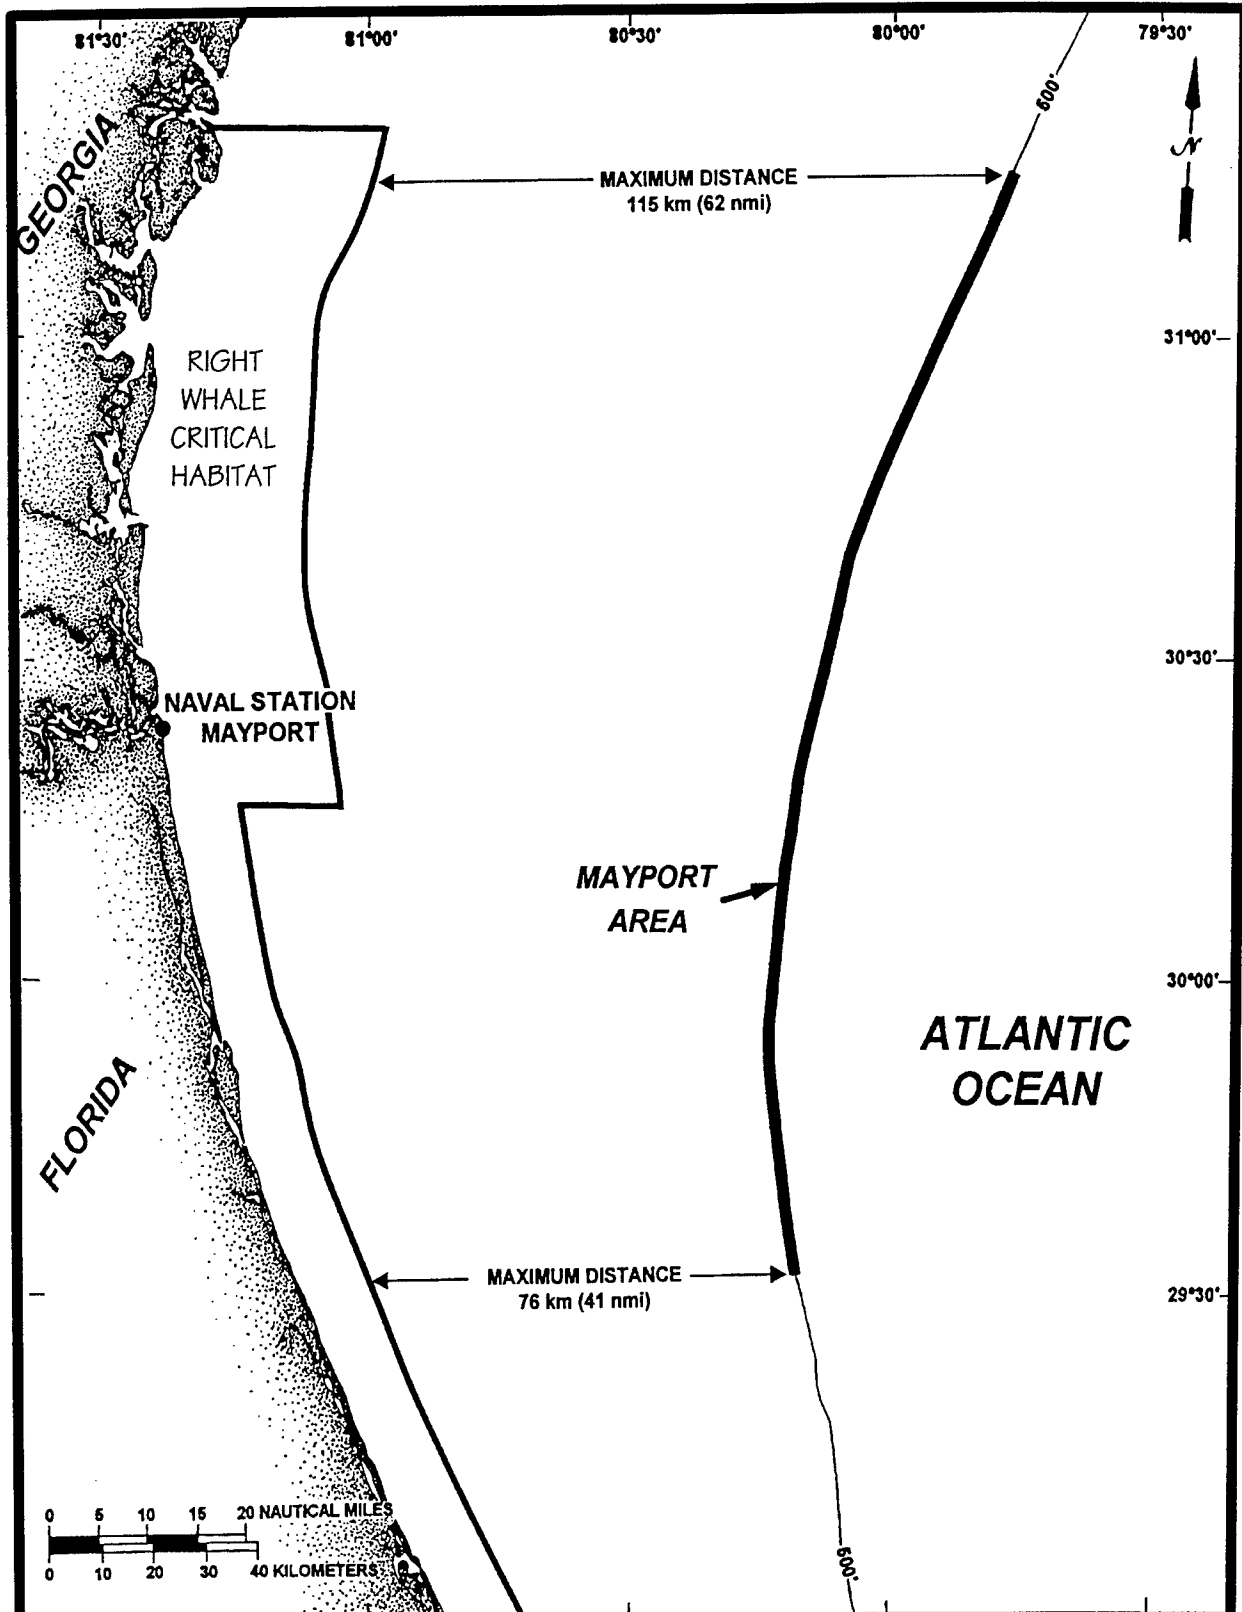 81°30'
81°00'
80°30'
80°00'
79°30'
600'
N
GEORGIA
MAXIMUM DISTANCE
115 km (62 nmi)
31°00'
RIGHT
WHALE
CRITICAL
HABITAT
30°30'
NAVAL STATION
MAYPORT
MAYPORT
AREA
30°00'
ATLANTIC
OCEAN
FLORIDA
MAXIMUM DISTANCE
76 km (41 nmi)
29°30'
0 5 10 15 20 NAUTICAL MILES
0 10 20 30 40 KILOMETERS